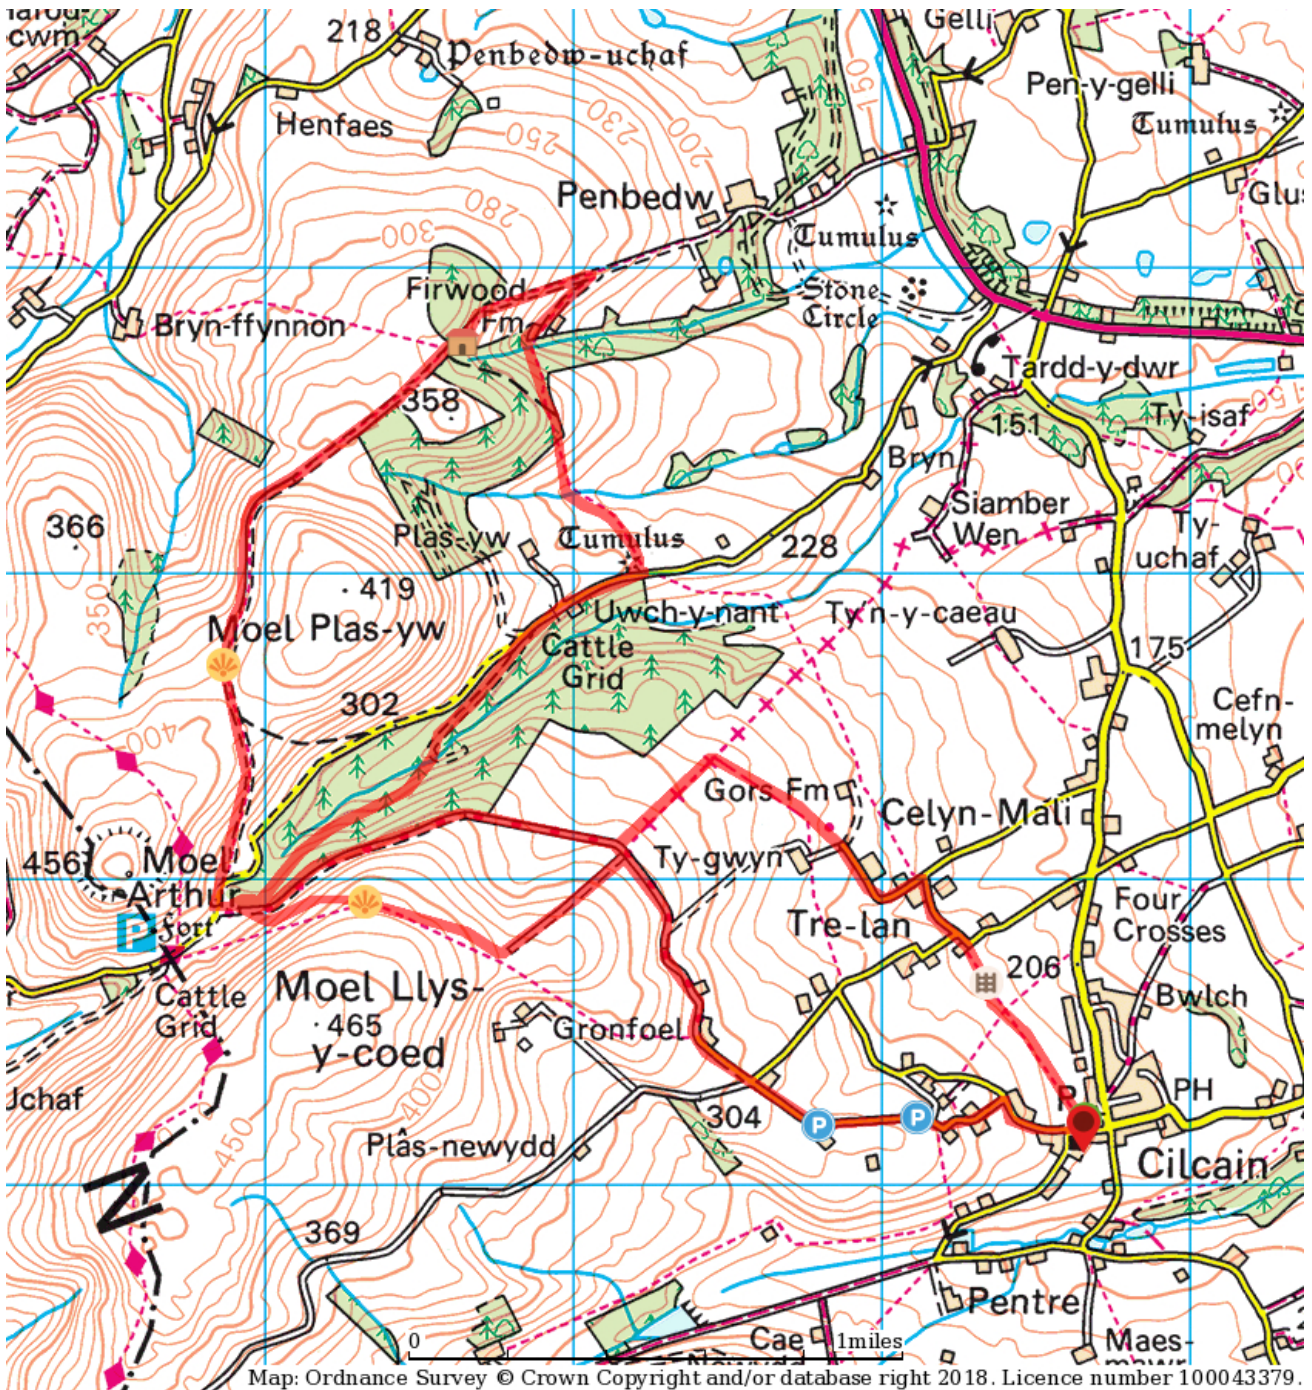 cwm
218
Penbedw-uchaf
Gelli
Pen-y-gelli
Tumulus
Henfaes
250
230
200
150
Penbedw
280
300
Tumulus
Firwood
Fm
Stone
Circle
Bryn-ffynnon
358
Tardd-y-dwr
Ty-isaf
151
150
Bryn
366
Siamber
Wen
Plas-yw
Tumulus
228
Ty-
uchaf
350
419
Moel Plas-yw
Uwch-y-nant
Ty'n-y-caeau
Cattle
Grid
175
302
Cefn-
melyn
400
Gors Fm
Celyn-Mali
456
Moel
Arthur
Fort
P
Ty-gwyn
Four
Crosses
Tre-lan
206
Bwlch
Moel Llys-
y-coed
465
Cattle
Grid
Gronfoel
400
304
P
P
P
PH
450
Plâs-newydd
Cilcain
N
369
Pentre
Cae
Maes-
0
1miles
Map: Ordnance Survey © Crown Copyright and/or database right 2018. Licence number 100043379.